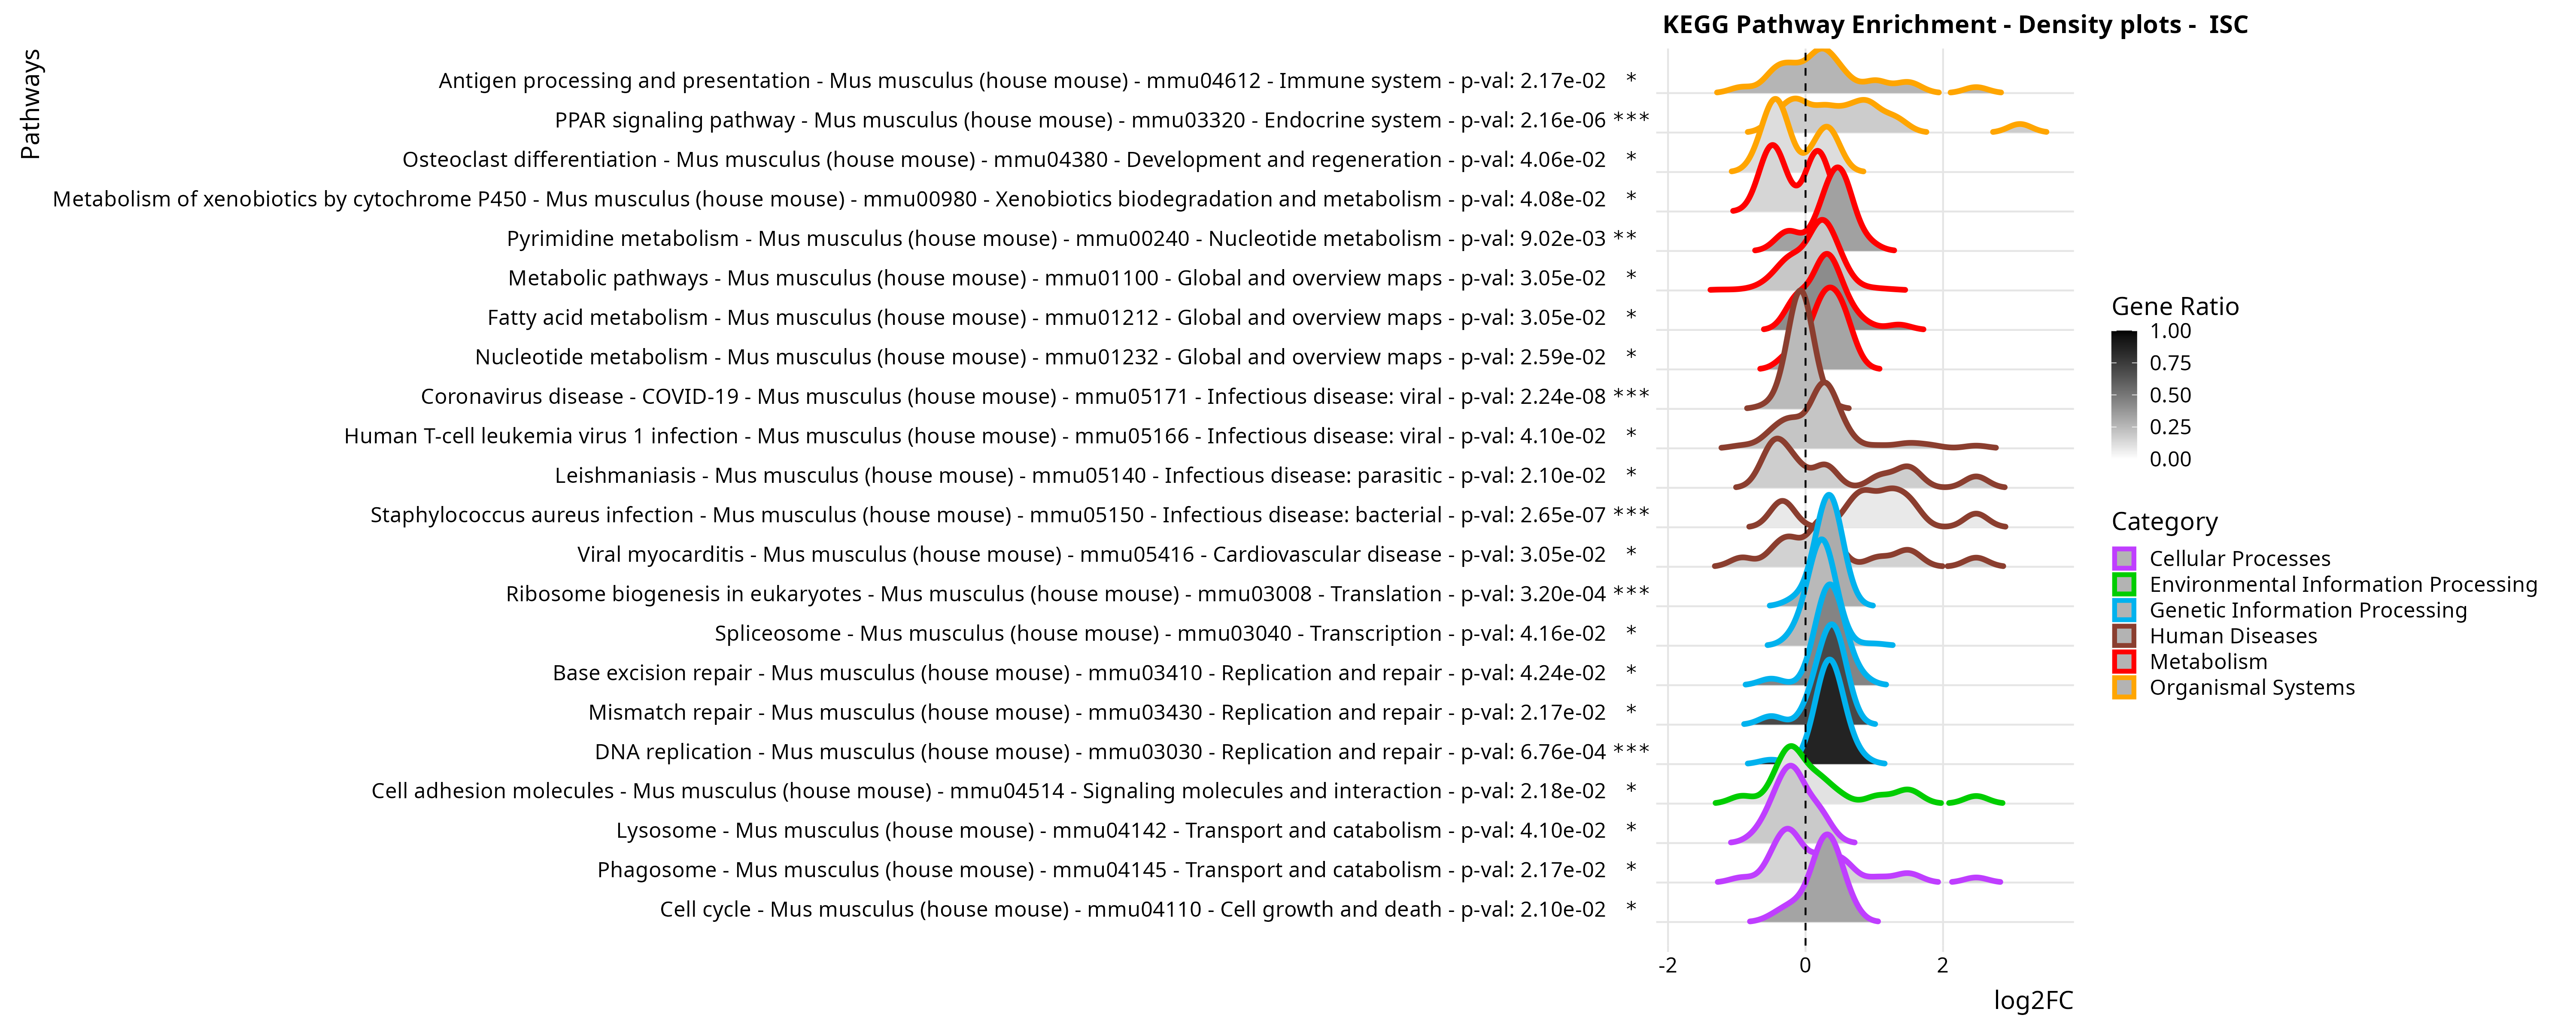 KEGG Pathway Enrichment - Density plots -  ISC
Pathways
Antigen processing and presentation - Mus musculus (house mouse) - mmu04612 - Immune system - p-val: 2.17e-02 *
PPAR signaling pathway - Mus musculus (house mouse) - mmu03320 - Endocrine system - p-val: 2.16e-06 ***
Osteoclast differentiation - Mus musculus (house mouse) - mmu04380 - Development and regeneration - p-val: 4.06e-02 *
Metabolism of xenobiotics by cytochrome P450 - Mus musculus (house mouse) - mmu00980 - Xenobiotics biodegradation and metabolism - p-val: 4.08e-02 *
Pyrimidine metabolism - Mus musculus (house mouse) - mmu00240 - Nucleotide metabolism - p-val: 9.02e-03 **
Metabolic pathways - Mus musculus (house mouse) - mmu01100 - Global and overview maps - p-val: 3.05e-02 *
Fatty acid metabolism - Mus musculus (house mouse) - mmu01212 - Global and overview maps - p-val: 3.05e-02 *
Nucleotide metabolism - Mus musculus (house mouse) - mmu01232 - Global and overview maps - p-val: 2.59e-02 *
Coronavirus disease - COVID-19 - Mus musculus (house mouse) - mmu05171 - Infectious disease: viral - p-val: 2.24e-08 ***
Human T-cell leukemia virus 1 infection - Mus musculus (house mouse) - mmu05166 - Infectious disease: viral - p-val: 4.10e-02 *
Leishmaniasis - Mus musculus (house mouse) - mmu05140 - Infectious disease: parasitic - p-val: 2.10e-02 *
Staphylococcus aureus infection - Mus musculus (house mouse) - mmu05150 - Infectious disease: bacterial - p-val: 2.65e-07 ***
Viral myocarditis - Mus musculus (house mouse) - mmu05416 - Cardiovascular disease - p-val: 3.05e-02 *
Ribosome biogenesis in eukaryotes - Mus musculus (house mouse) - mmu03008 - Translation - p-val: 3.20e-04 ***
Spliceosome - Mus musculus (house mouse) - mmu03040 - Transcription - p-val: 4.16e-02 *
Base excision repair - Mus musculus (house mouse) - mmu03410 - Replication and repair - p-val: 4.24e-02 *
Mismatch repair - Mus musculus (house mouse) - mmu03430 - Replication and repair - p-val: 2.17e-02 *
DNA replication - Mus musculus (house mouse) - mmu03030 - Replication and repair - p-val: 6.76e-04 ***
Cell adhesion molecules - Mus musculus (house mouse) - mmu04514 - Signaling molecules and interaction - p-val: 2.18e-02 *
Lysosome - Mus musculus (house mouse) - mmu04142 - Transport and catabolism - p-val: 4.10e-02 *
Phagosome - Mus musculus (house mouse) - mmu04145 - Transport and catabolism - p-val: 2.17e-02 *
Cell cycle - Mus musculus (house mouse) - mmu04110 - Cell growth and death - p-val: 2.10e-02 *
-2 0 2
log2FC
Gene Ratio
1.00
0.75
0.50
0.25
0.00
Category
Cellular Processes
Environmental Information Processing
Genetic Information Processing
Human Diseases
Metabolism
Organismal Systems